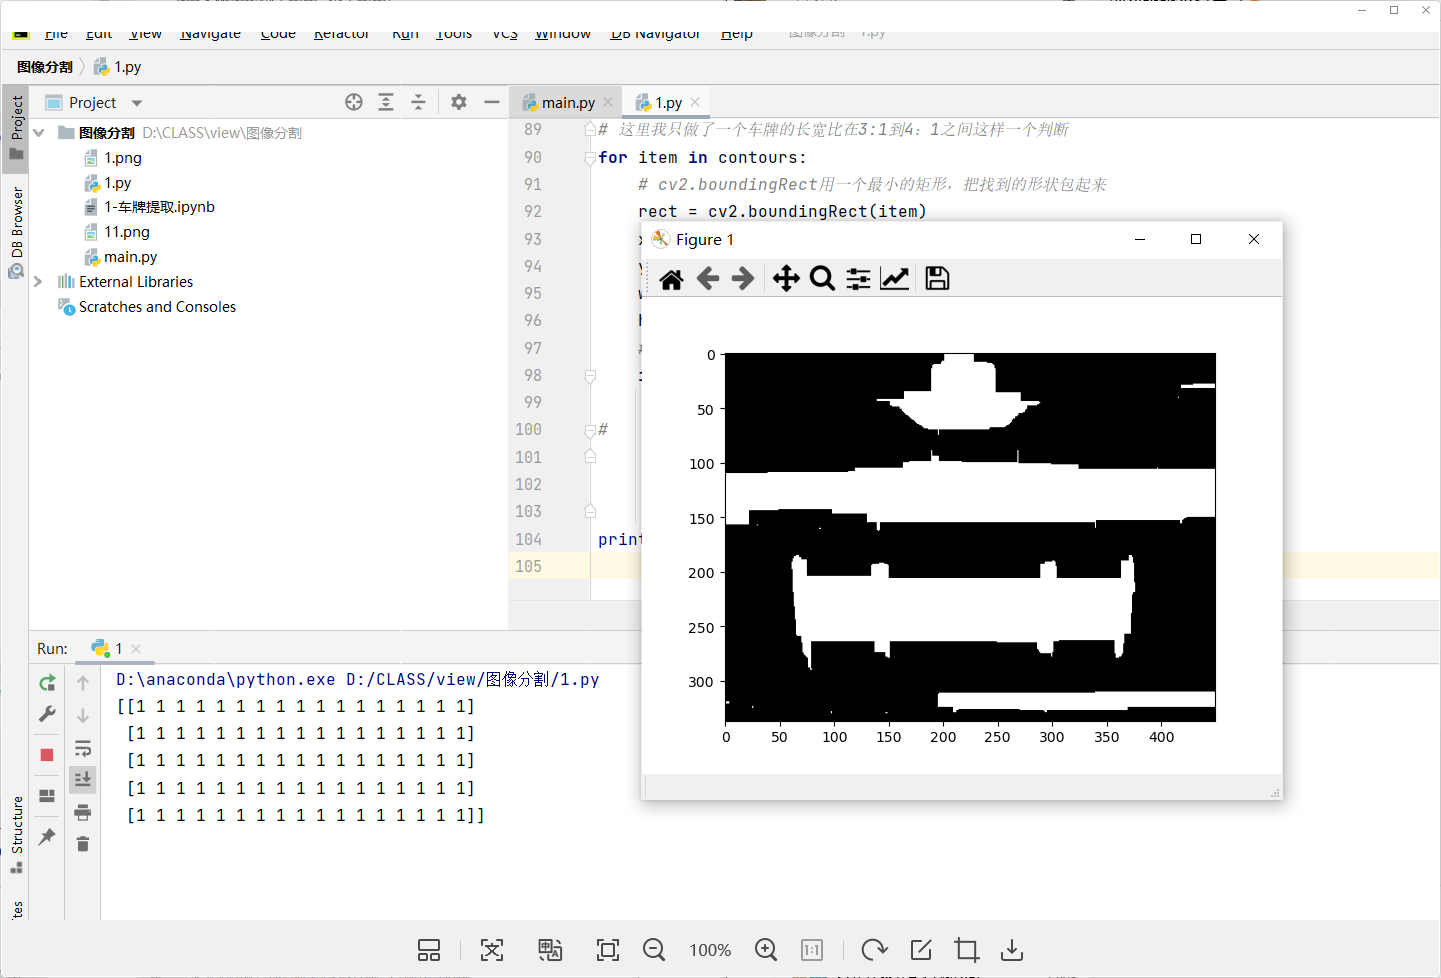 File Edit View Navigate Code Refactor Run Tools VCS Window DB Navigator Help 图像分割 - 1.py
图像分割 1.py
Project
main.py
1.py
Project
DB Browser
Structure
图像分割 D:\CLASS\view\图像分割
1.png
1.py
1-车牌提取.ipynb
11.png
main.py
External Libraries
Scratches and Consoles
89 # 这里我只做了一个车牌的长宽比在3:1到4：1之间这样一个判断
90 for item in contours:
91 # cv2.boundingRect用一个最小的矩形，把找到的形状包起来
92 rect = cv2.boundingRect(item)
93
94
95
96
97 #
98
99
100 #
101
102
103
104 print
105
Figure 1
0
50
100
150
200
250
300
0 50 100 150 200 250 300 350 400
Run: 1
D:\anaconda\python.exe D:/CLASS/view/图像分割/1.py
[[1 1 1 1 1 1 1 1 1 1 1 1 1 1 1 1 1]
[1 1 1 1 1 1 1 1 1 1 1 1 1 1 1 1 1]
[1 1 1 1 1 1 1 1 1 1 1 1 1 1 1 1 1]
[1 1 1 1 1 1 1 1 1 1 1 1 1 1 1 1 1]
[1 1 1 1 1 1 1 1 1 1 1 1 1 1 1 1 1]]
100%
1:1